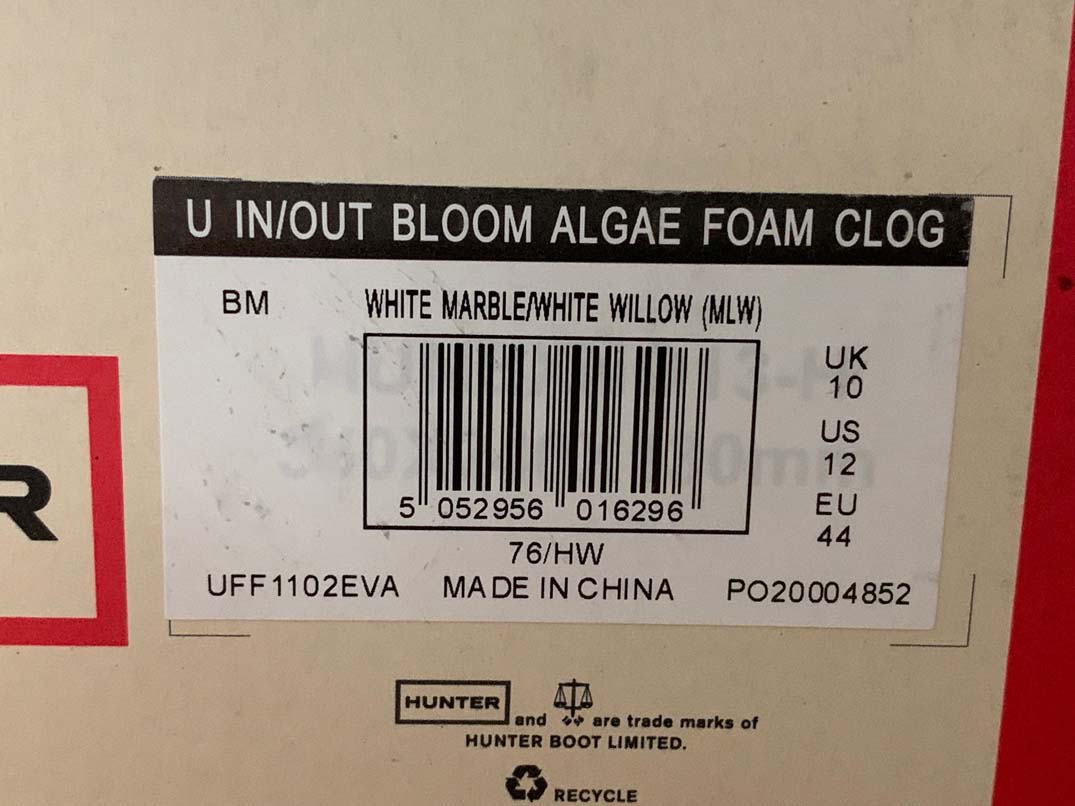 U IN/OUT BLOOM ALGAE FOAM CLOG
BM
WHITE MARBLE/WHITE WILLOW (MLW)
UK
10
US
12
EU
44
5 052956 016296
76/HW
UFF1102EVA MADE IN CHINA PO20004852
R
HUNTER and are trade marks of
HUNTER BOOT LIMITED.
RECYCLE